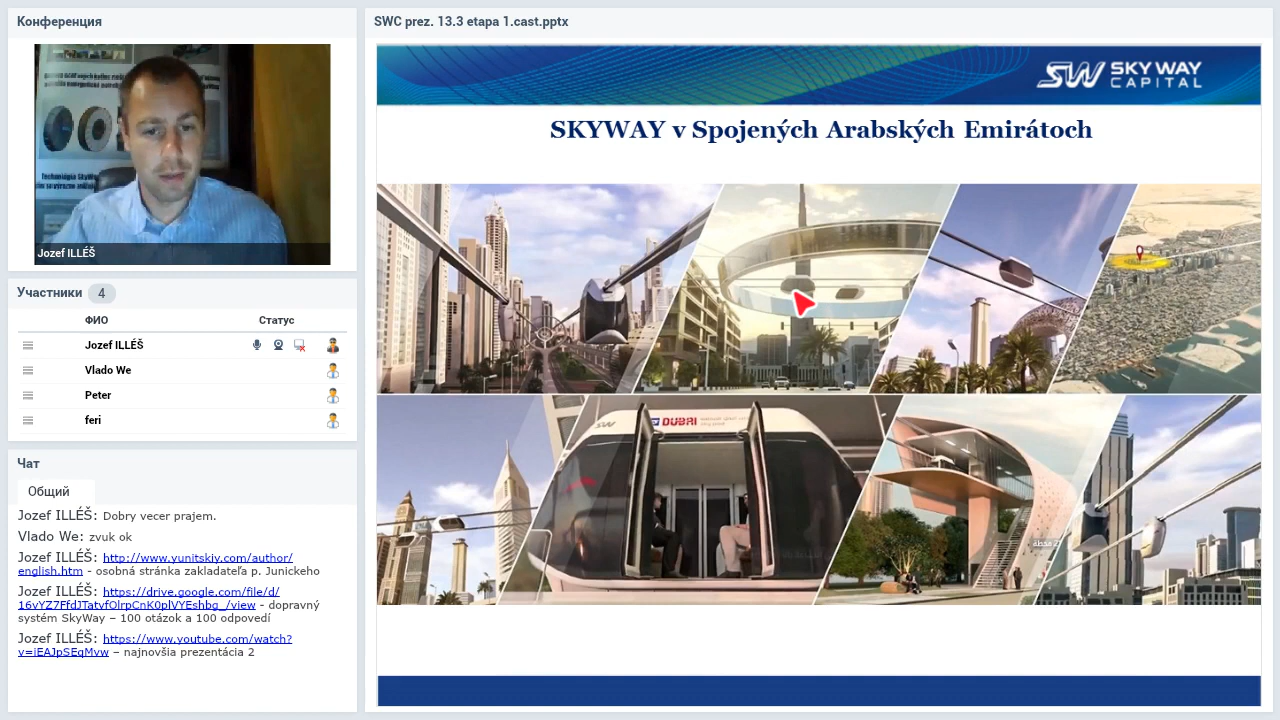 Конференция
Jozef ILLÉŠ
Участники 4
ФИО Статус
Jozef ILLÉŠ
Vlado We
Peter
feri
Чат
Общий
Jozef ILLÉŠ: Dobry vecer prajem.
Vlado We: zvuk ok
Jozef ILLÉŠ: http://www.yunitskiy.com/author/
english.htm - osobná stránka zakladateľa p. Junickeho
Jozef ILLÉŠ: https://drive.google.com/file/d/
16vYZ7FfdJTatvfOlrpCnK0plVYEshbg_/view - dopravný
systém SkyWay – 100 otázok a 100 odpovedí
Jozef ILLÉŠ: https://www.youtube.com/watch?
v=iEAJpSEqMvw – najnovšia prezentácia 2
SWC prez. 13.3 etapa 1.cast.pptx
SW SKY WAY
CAPITAL
SKYWAY v Spojených Arabských Emirátoch
SW
DUBAI